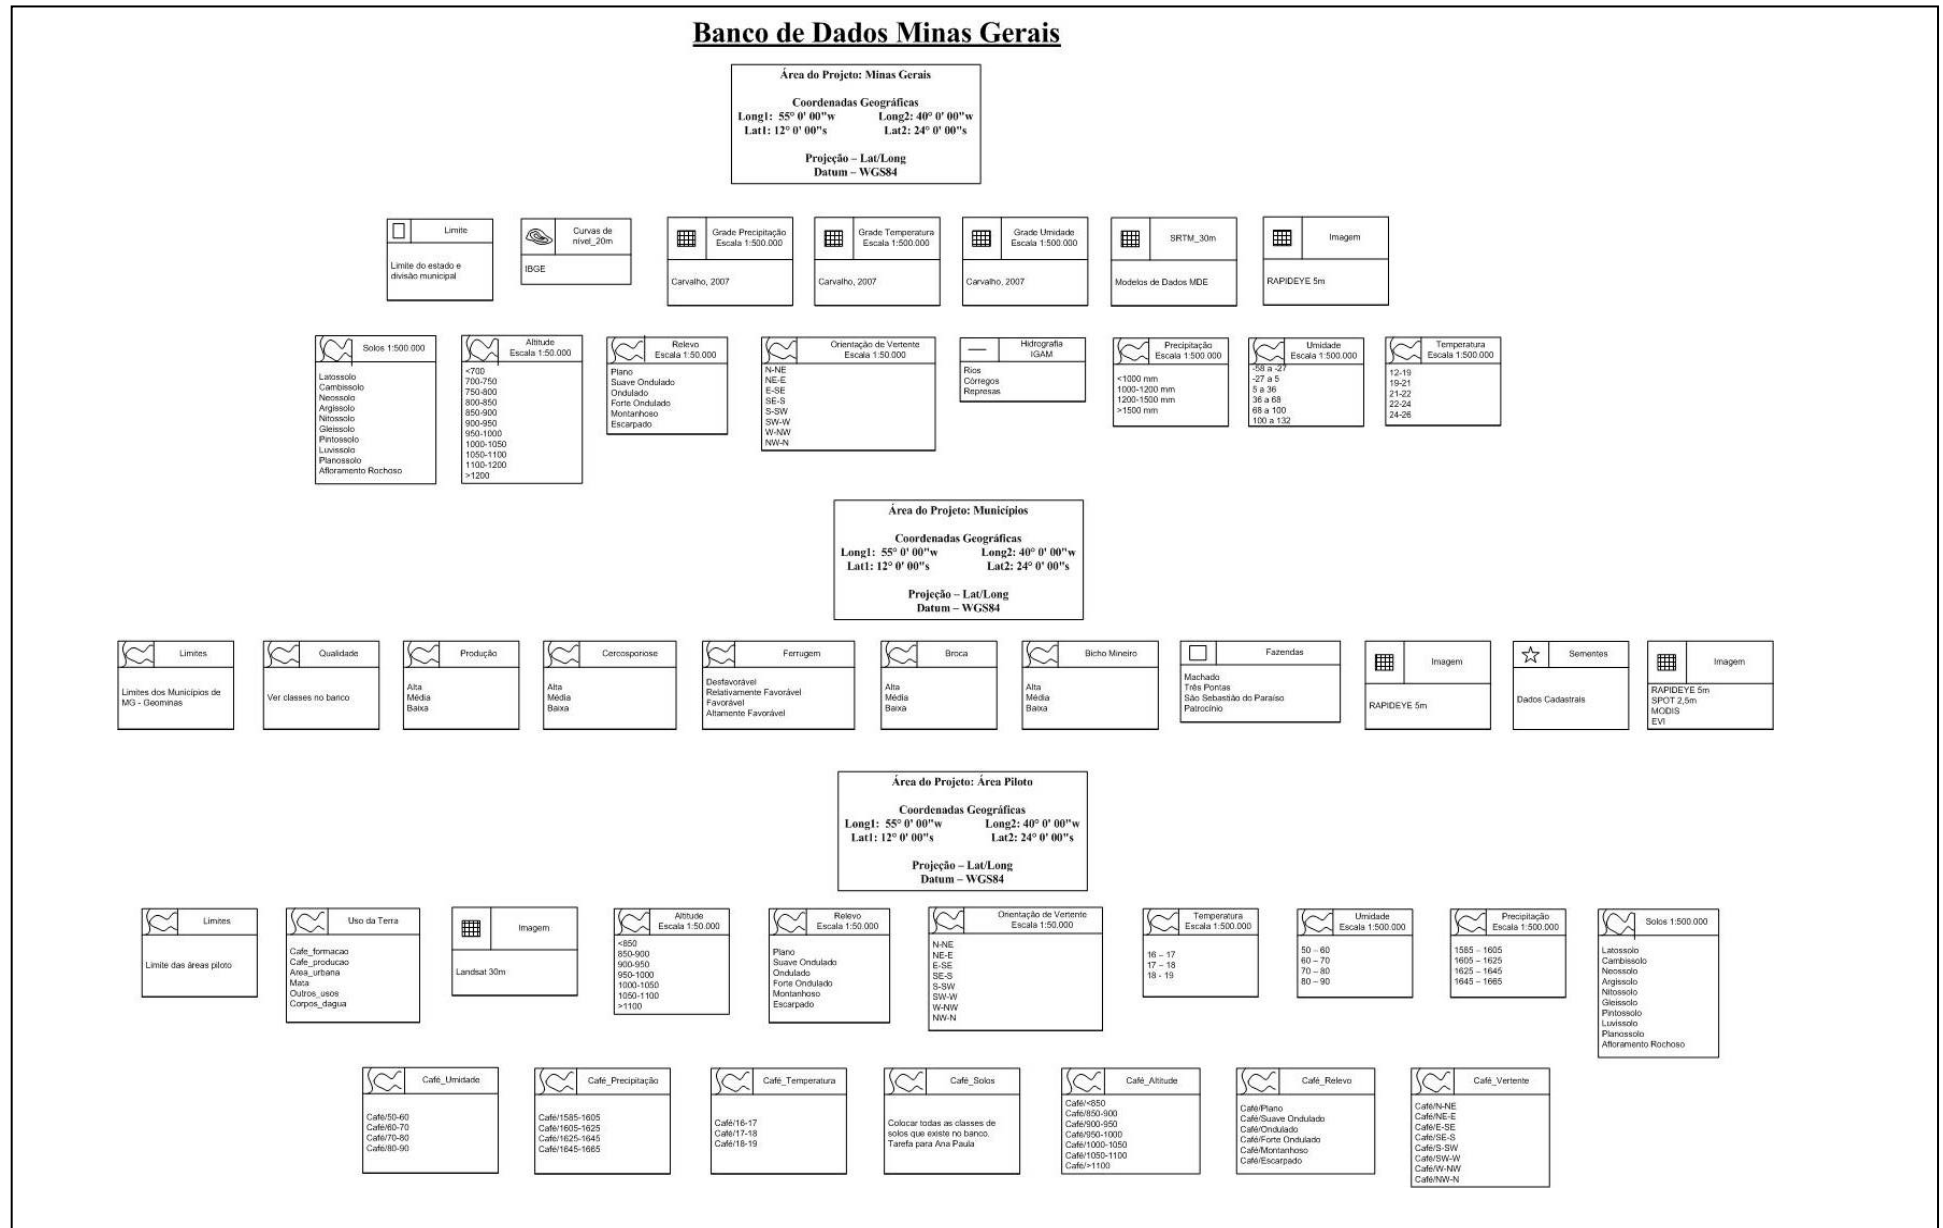 Banco de Dados Minas Gerais
Área do Projeto: Minas Gerais
Coordenadas Geográficas
Long1: 55° 0' 00"w Long2: 40° 0' 00"w
Lat1: 12° 0' 00"s Lat2: 24° 0' 00"s
Projeção – Lat/Long
Datum – WGS84
Limite
Limite do estado e
divisão municipal
Curvas de
nível_20m
IBGE
Grade Precipitação
Escala 1:500.000
Carvalho, 2007
Grade Temperatura
Escala 1:500.000
Carvalho, 2007
Grade Umidade
Escala 1:500.000
Carvalho, 2007
SRTM_30m
Modelos de Dados MDE
Imagem
RAPIDEYE 5m
Solos 1:500.000
Latossolo
Cambissolo
Neossolo
Argissolo
Nitossolo
Gleissolo
Pintossolo
Luvissolo
Planossolo
Afloramento Rochoso
Altitude
Escala 1:50.000
<700
700-750
750-800
800-850
850-900
900-950
950-1000
1000-1050
1050-1100
1100-1200
>1200
Relevo
Escala 1:50.000
Plano
Suave Ondulado
Ondulado
Forte Ondulado
Montanhoso
Escarpado
Orientação de Vertente
Escala 1:50.000
N-NE
NE-E
E-SE
SE-S
S-SW
SW-W
W-NW
NW-N
Hidrografia
IGAM
Rios
Córregos
Represas
Precipitação
Escala 1:500.000
<1000 mm
1000-1200 mm
1200-1500 mm
>1500 mm
Umidade
Escala 1:500.000
-58 a -27
-27 a 5
5 a 36
36 a 68
68 a 100
100 a 132
Temperatura
Escala 1:500.000
12-19
19-21
21-22
22-24
24-26
Área do Projeto: Municípios
Coordenadas Geográficas
Long1: 55° 0' 00"w Long2: 40° 0' 00"w
Lat1: 12° 0' 00"s Lat2: 24° 0' 00"s
Projeção – Lat/Long
Datum – WGS84
Limites
Limites dos Municípios de
MG - Geominas
Qualidade
Ver classes no banco
Produção
Alta
Média
Baixa
Cercosporiose
Alta
Média
Baixa
Ferrugem
Desfavorável
Relativamente Favorável
Favorável
Altamente Favorável
Broca
Alta
Média
Baixa
Bicho Mineiro
Alta
Média
Baixa
Fazendas
Machado
Três Pontas
São Sebastião do Paraíso
Patrocínio
Imagem
RAPIDEYE 5m
Sementes
Dados Cadastrais
Imagem
RAPIDEYE 5m
SPOT 2,5m
MODIS
EVI
Área do Projeto: Área Piloto
Coordenadas Geográficas
Long1: 55° 0' 00"w Long2: 40° 0' 00"w
Lat1: 12° 0' 00"s Lat2: 24° 0' 00"s
Projeção – Lat/Long
Datum – WGS84
Limites
Limite das áreas piloto
Uso da Terra
Cafe_formacao
Cafe_producao
Area_urbana
Mata
Outros_usos
Corpos_dagua
Imagem
Landsat 30m
Altitude
Escala 1:50.000
<850
850-900
900-950
950-1000
1000-1050
1050-1100
>1100
Relevo
Escala 1:50.000
Plano
Suave Ondulado
Ondulado
Forte Ondulado
Montanhoso
Escarpado
Orientação de Vertente
Escala 1:50.000
N-NE
NE-E
E-SE
SE-S
S-SW
SW-W
W-NW
NW-N
Temperatura
Escala 1:500.000
16 – 17
17 – 18
18 - 19
Umidade
Escala 1:500.000
50 – 60
60 – 70
70 – 80
80 – 90
Precipitação
Escala 1:500.000
1585 – 1605
1605 – 1625
1625 – 1645
1645 – 1665
Solos 1:500.000
Latossolo
Cambissolo
Neossolo
Argissolo
Nitossolo
Gleissolo
Pintossolo
Luvissolo
Planossolo
Afloramento Rochoso
Café_Umidade
Café/50-60
Café/60-70
Café/70-80
Café/80-90
Café_Precipitação
Café/1585-1605
Café/1605-1625
Café/1625-1645
Café/1645-1665
Café_Temperatura
Café/16-17
Café/17-18
Café/18-19
Café_Solos
Colocar todas as classes de
solos que existe no banco.
Tarefa para Ana Paula
Café_Altitude
Café/<850
Café/850-900
Café/900-950
Café/950-1000
Café/1000-1050
Café/1050-1100
Café/>1100
Café_Relevo
Café/Plano
Café/Suave Ondulado
Café/Ondulado
Café/Forte Ondulado
Café/Montanhoso
Café/Escarpado
Café_Vertente
Café/N-NE
Café/NE-E
Café/E-SE
Café/SE-S
Café/S-SW
Café/SW-W
Café/W-NW
Café/NW-N